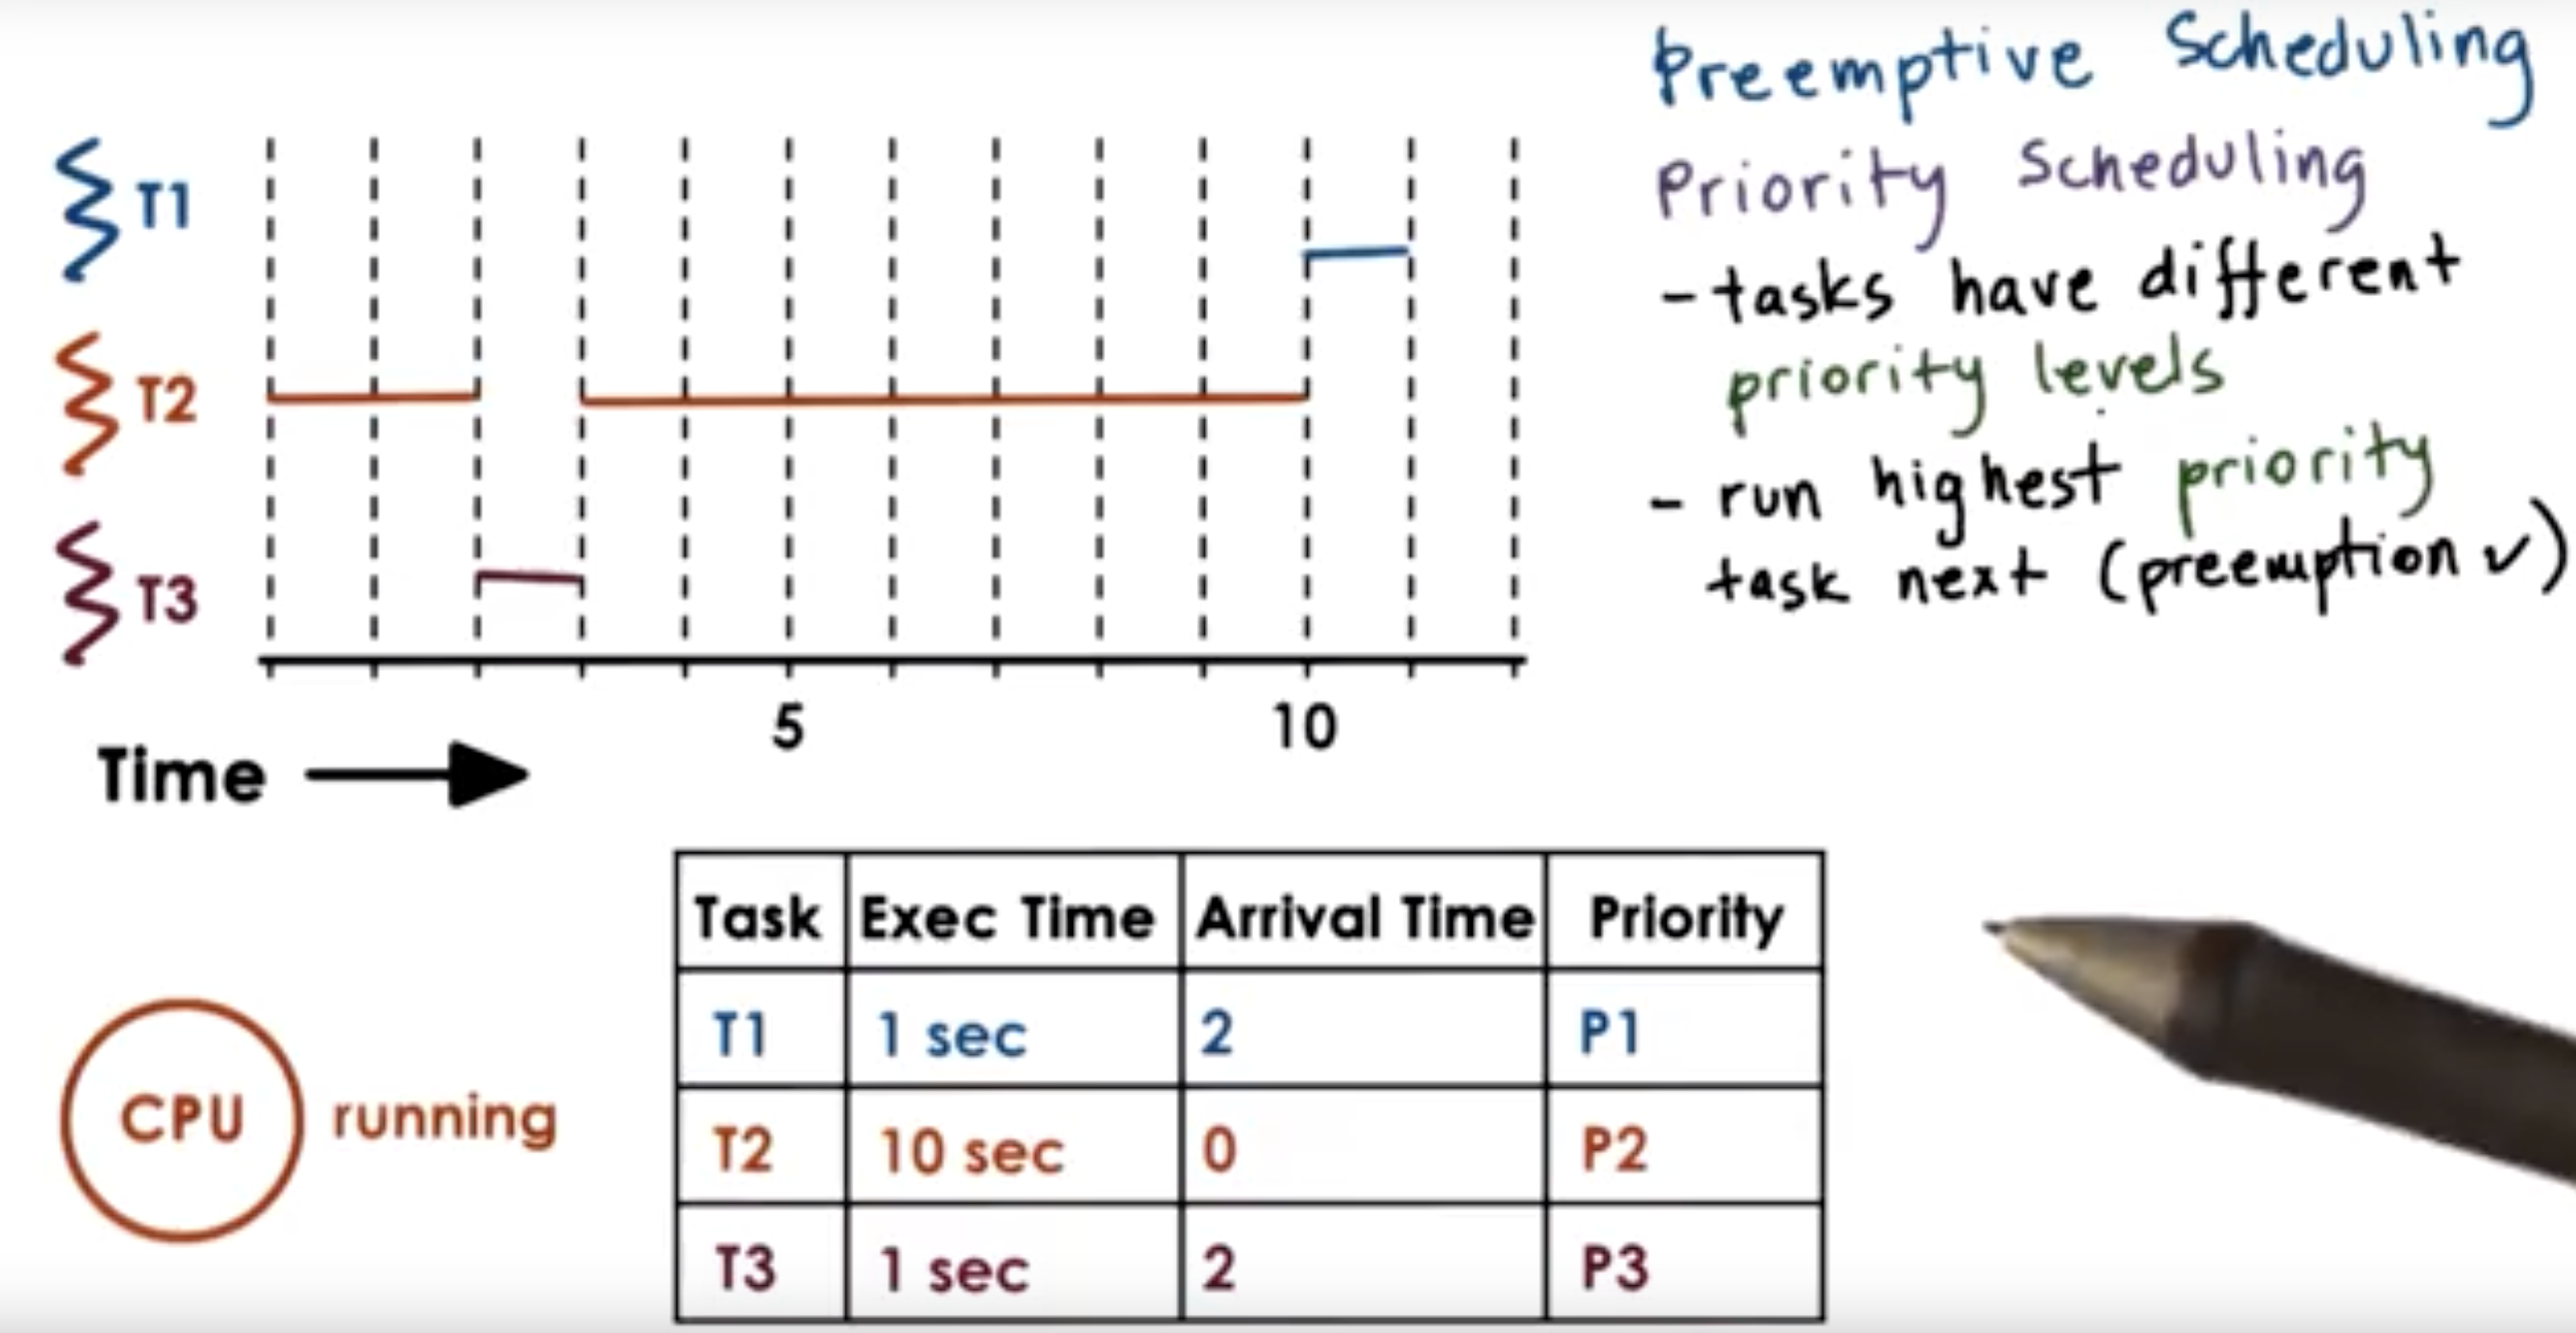 Preemptive Scheduling
Priority Scheduling
- tasks have different
priority levels
- run highest priority
task next (preemption ✓)
T1
T2
T3
5 10
Time
Task Exec Time Arrival Time Priority
T1 1 sec 2 P1
T2 10 sec 0 P2
T3 1 sec 2 P3
CPU running